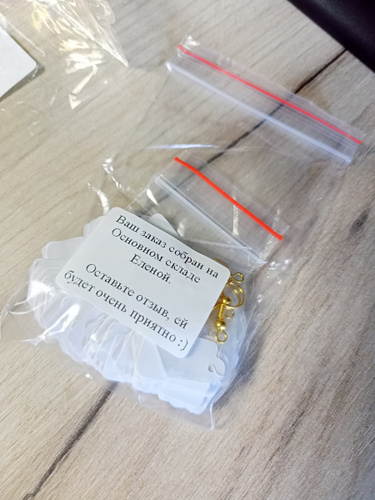 Ваш заказ собран на
Основном складе
Еленой.
Оставьте отзыв, ей
будет очень приятно :)